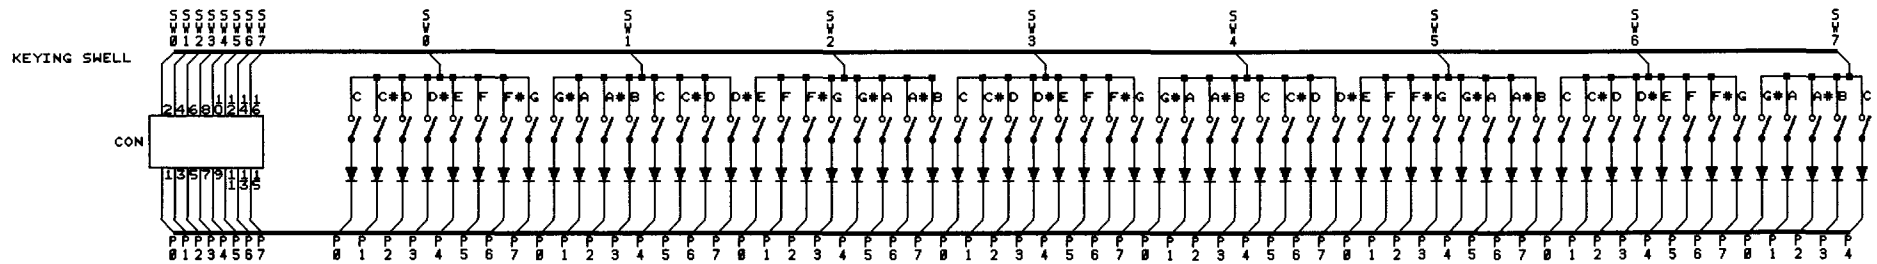 SW0 SW1 SW2 SW3 SW4 SW5 SW6 SW7 SW0 SW1 SW2 SW3 SW4 SW5 SW6 SW7
KEYING SWELL
C C# D D# E F F# G G# A A# B C C# D D# E F F# G G# A A# B C C# D D# E F F# G G# A A# B C C# D D# E F F# G G# A A# B C C# D D# E F F# G G# A A# B C
2 4 6 8 10 12 14 16
CON
1 3 5 7 9 11 13 15
P0 P1 P2 P3 P4 P5 P6 P7 P0 P1 P2 P3 P4 P5 P6 P7 P0 P1 P2 P3 P4 P5 P6 P7 P0 P1 P2 P3 P4 P5 P6 P7 P0 P1 P2 P3 P4 P5 P6 P7 P0 P1 P2 P3 P4 P5 P6 P7 P0 P1 P2 P3 P4 P5 P6 P7 P0 P1 P2 P3 P4 P5 P6 P7 P0 P1 P2 P3 P4